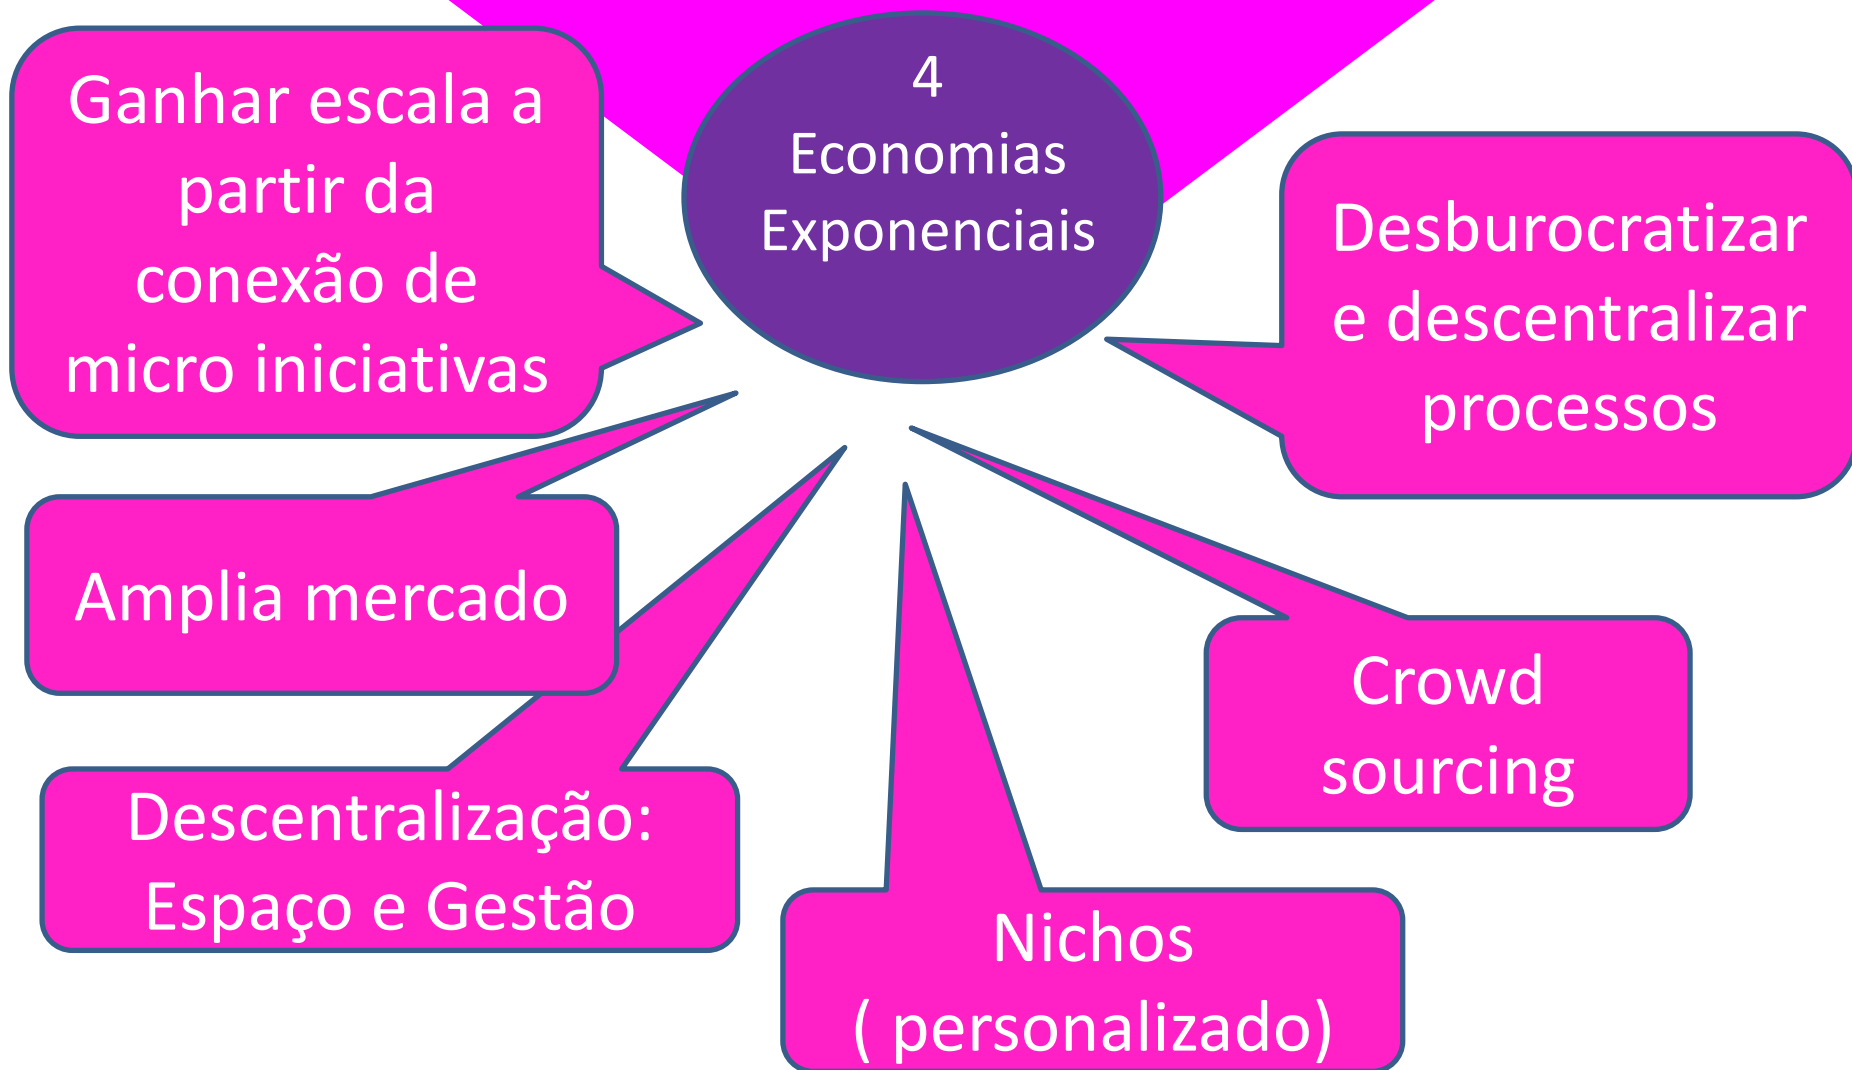 4
Economias
Exponenciais
Ganhar escala a
partir da
conexão de
micro iniciativas
Desburocratizar
e descentralizar
processos
Amplia mercado
Crowd
sourcing
Descentralização:
Espaço e Gestão
Nichos
( personalizado)